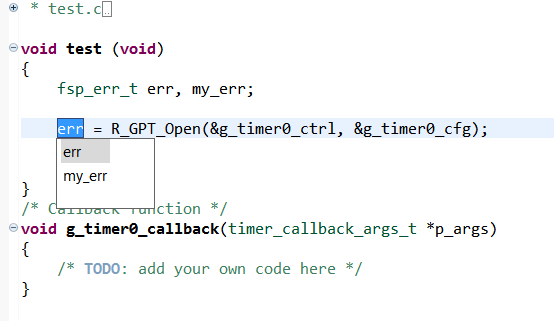 * test.c
void test (void)
{
fsp_err_t err, my_err;
err = R_GPT_Open(&g_timer0_ctrl, &g_timer0_cfg);
err
my_err
}
/* Callback function */
void g_timer0_callback(timer_callback_args_t *p_args)
{
/* TODO: add your own code here */
}